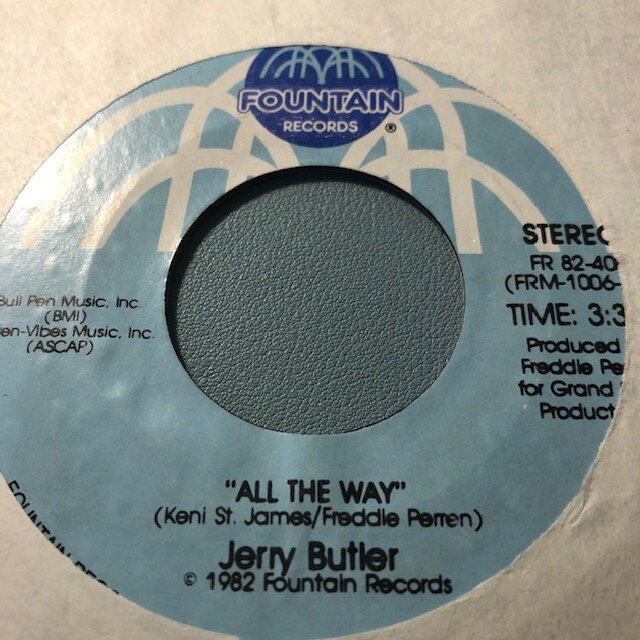 FOUNTAIN
RECORDS ®
STEREO
FR 82-40
(FRM-1006-
TIME: 3:3
Produced
Freddie Pe
for Grand
Product
Bull Pen Music, Inc.
(BMI)
en-Vibes Music, Inc.
(ASCAP)
"ALL THE WAY"
(Keni St. James/Freddie Perren)
Jerry Butler
© 1982 Fountain Records
FOUNTAIN REC